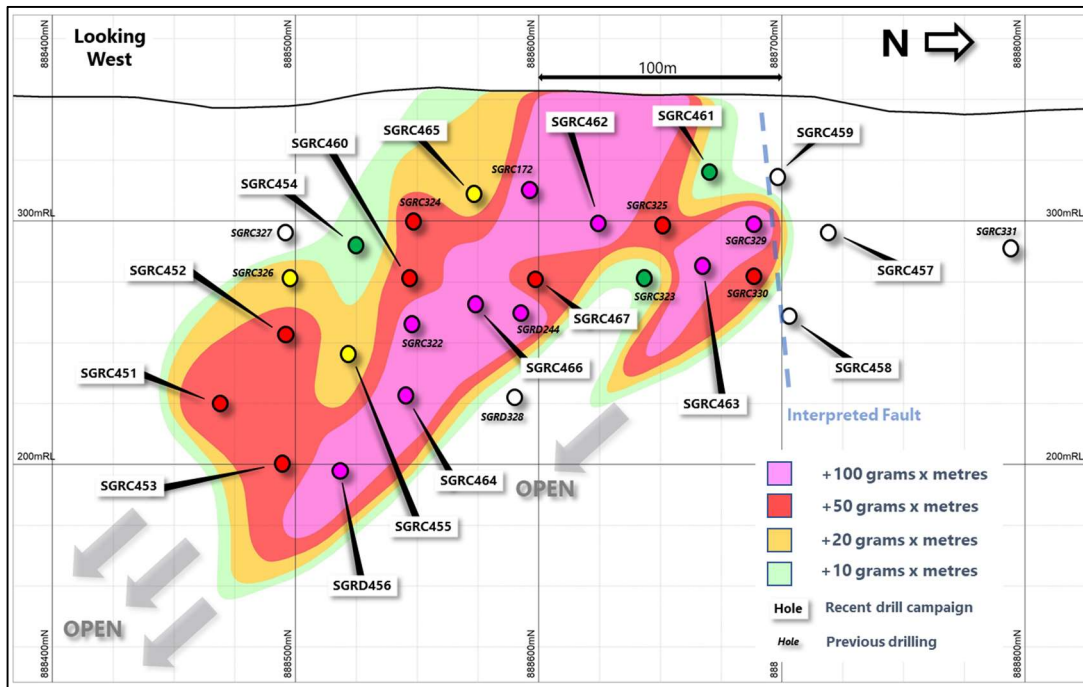 888400mN
888500mN
888600mN
888700mN
888800mN
Looking
West
N
100m
SGRC465
SGRC462
SGRC461
SGRC459
SGRC460
SGRC454
SGRC172
SGRC324
SGRC325
300mRL
300mRL
SGRC327
SGRC329
SGRC331
SGRC452
SGRC326
SGRC457
SGRC323
SGRC330
SGRC467
SGRD244
SGRC322
SGRC466
SGRC458
SGRC451
SGRC463
SGRD328
Interpreted Fault
200mRL
200mRL
SGRC453
SGRC464
OPEN
SGRC455
SGRD456
OPEN
+100 grams x metres
+50 grams x metres
+20 grams x metres
+10 grams x metres
Hole Recent drill campaign
Hole Previous drilling
888400mN
888500mN
888600mN
888
888800mN